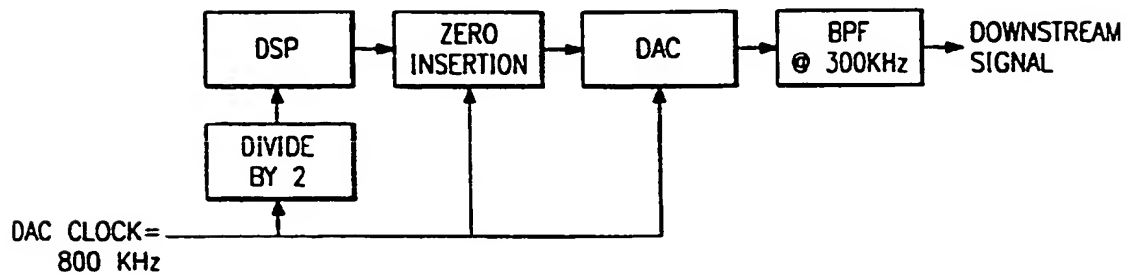 DSP
ZERO
INSERTION
DAC
BPF
@ 300KHz
DOWNSTREAM
SIGNAL
DIVIDE
BY 2
DAC CLOCK=
800 KHz